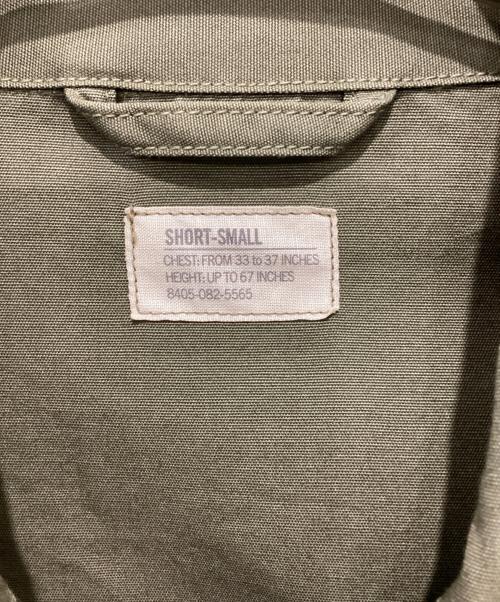 SHORT-SMALL
CHEST: FROM 33 to 37 INCHES
HEIGHT: UP TO 67 INCHES
8405-082-5565